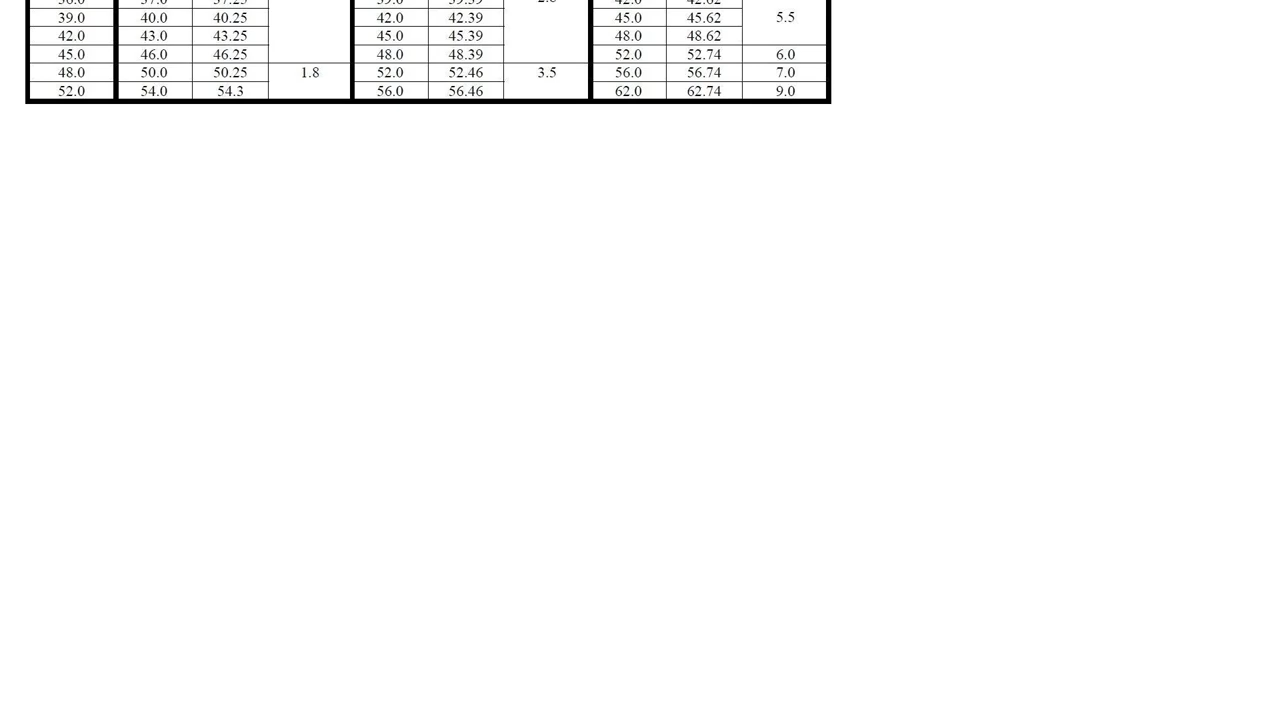 39.0 40.0 40.25 42.0 42.39 45.0 45.62 5.5
42.0 43.0 43.25 45.0 45.39 48.0 48.62
45.0 46.0 46.25 48.0 48.39 52.0 52.74 6.0
48.0 50.0 50.25 1.8 52.0 52.46 3.5 56.0 56.74 7.0
52.0 54.0 54.3 56.0 56.46 62.0 62.74 9.0